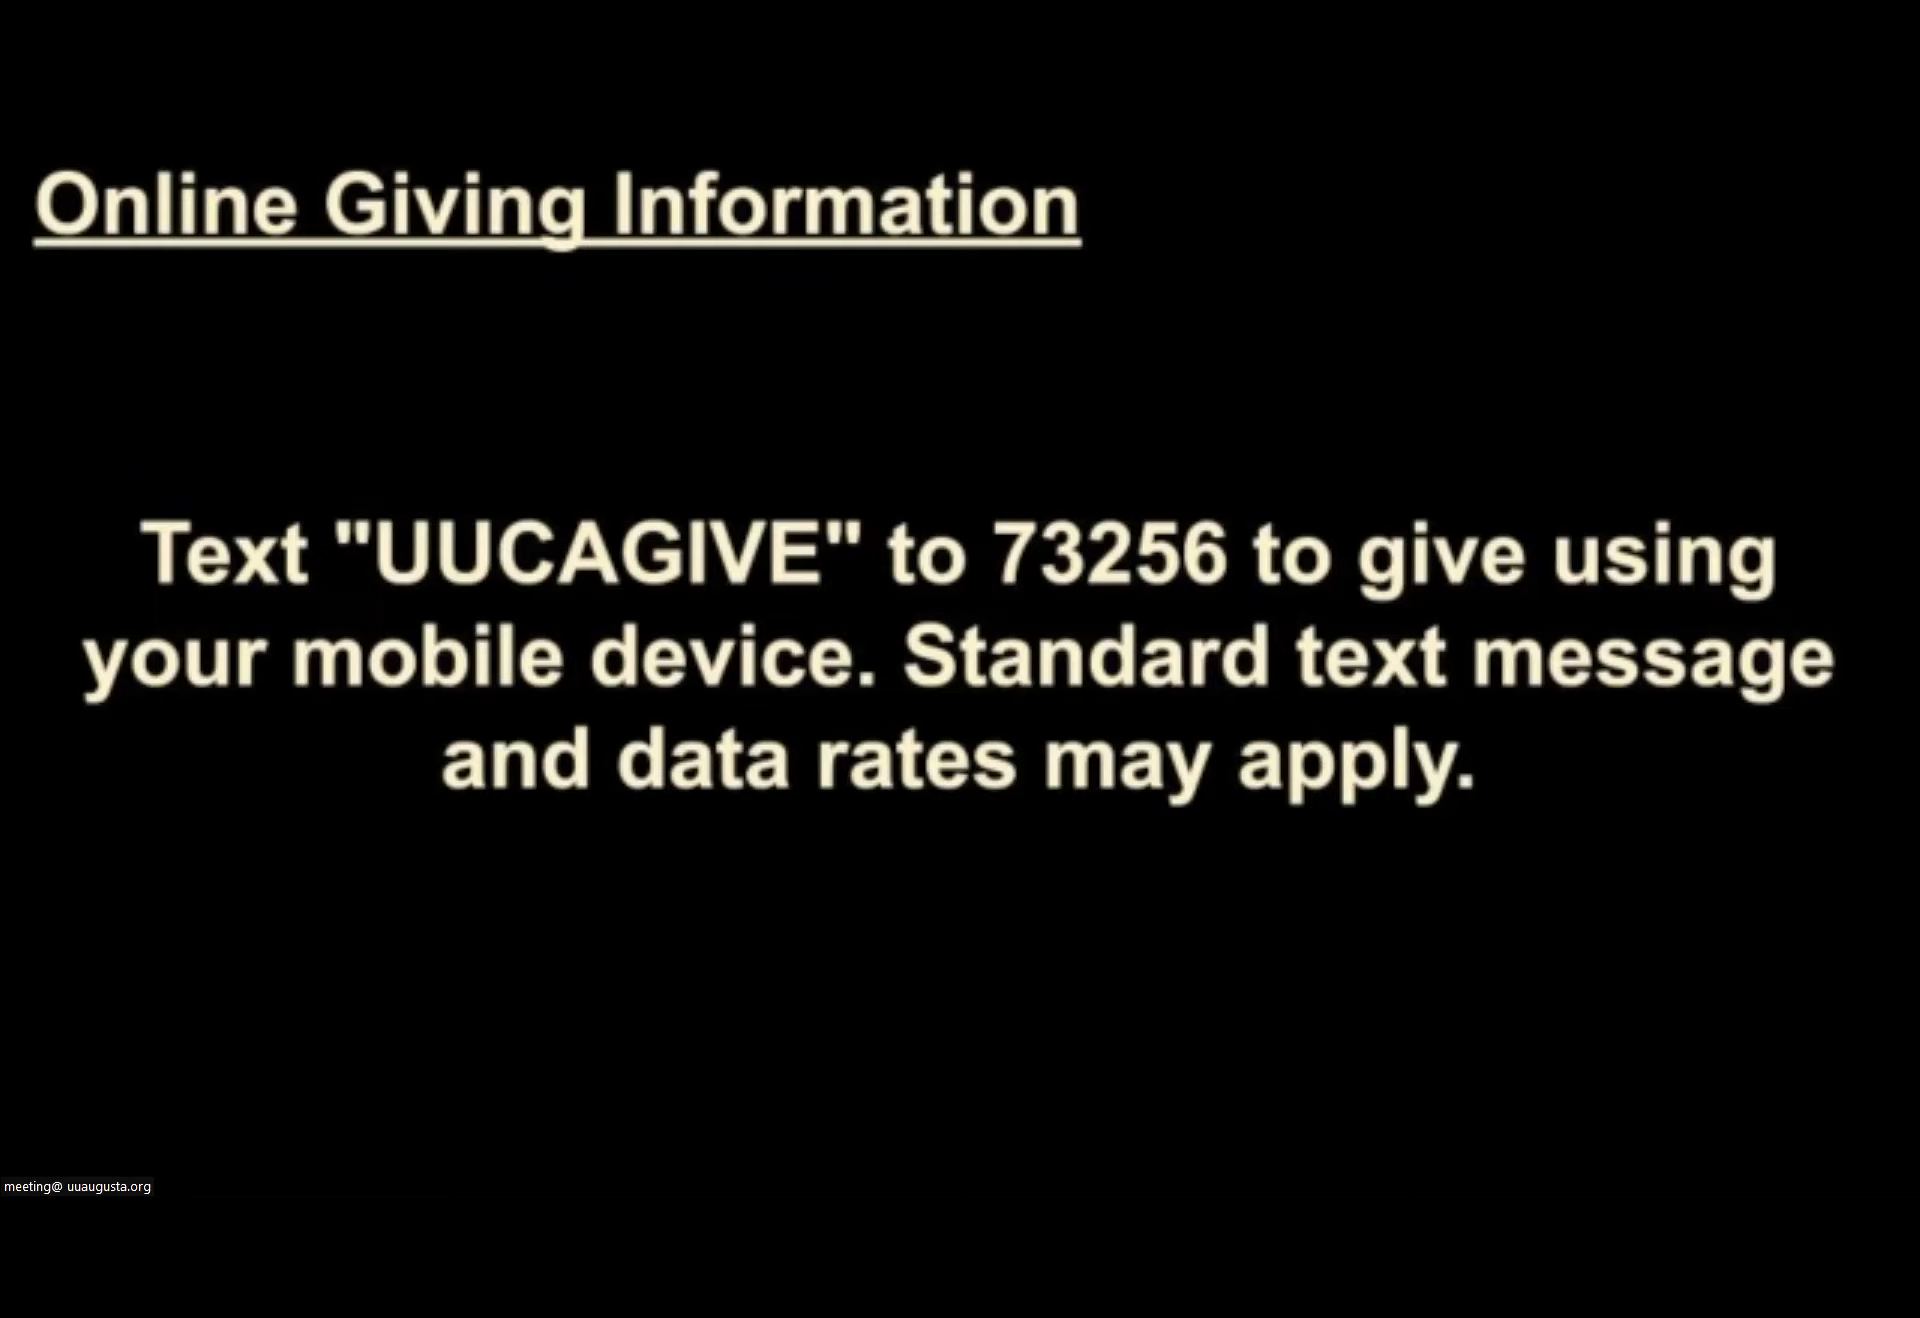 Online Giving Information
Text "UUCAGIVE" to 73256 to give using
your mobile device. Standard text message
and data rates may apply.
meeting@ uuaugusta.org